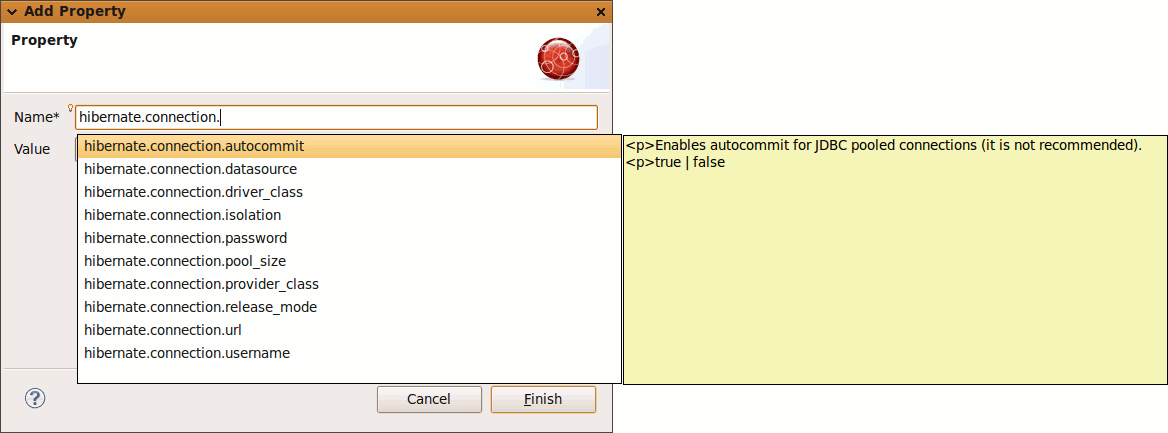 Add Property
Property
Name*
hibernate.connection.
Value
hibernate.connection.autocommit
hibernate.connection.datasource
hibernate.connection.driver_class
hibernate.connection.isolation
hibernate.connection.password
hibernate.connection.pool_size
hibernate.connection.provider_class
hibernate.connection.release_mode
hibernate.connection.url
hibernate.connection.username
<p>Enables autocommit for JDBC pooled connections (it is not recommended).
<p>true | false
?
Cancel
Finish